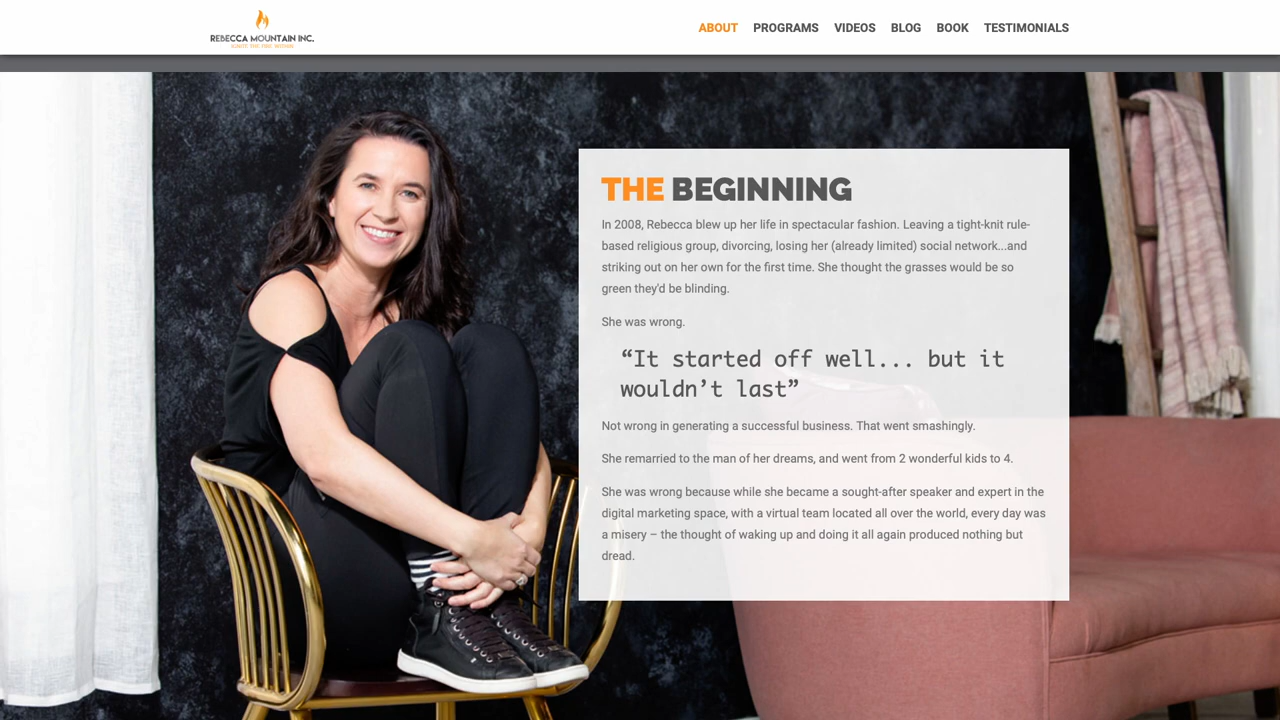 REBECCA MOUNTAIN INC.
IGNITE THE FIRE WITHIN
ABOUT PROGRAMS VIDEOS BLOG BOOK TESTIMONIALS
THE BEGINNING
In 2008, Rebecca blew up her life in spectacular fashion. Leaving a tight-knit rule-
based religious group, divorcing, losing her (already limited) social network...and
striking out on her own for the first time. She thought the grasses would be so
green they'd be blinding.
She was wrong.
“It started off well... but it
wouldn’t last”
Not wrong in generating a successful business. That went smashingly.
She remarried to the man of her dreams, and went from 2 wonderful kids to 4.
She was wrong because while she became a sought-after speaker and expert in the
digital marketing space, with a virtual team located all over the world, every day was
a misery – the thought of waking up and doing it all again produced nothing but
dread.